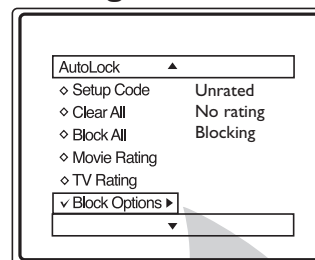 AutoLock ▲
◇ Setup Code Unrated
◇ Clear All No rating
◇ Block All Blocking
◇ Movie Rating
◇ TV Rating
✓ Block Options ▶
▼